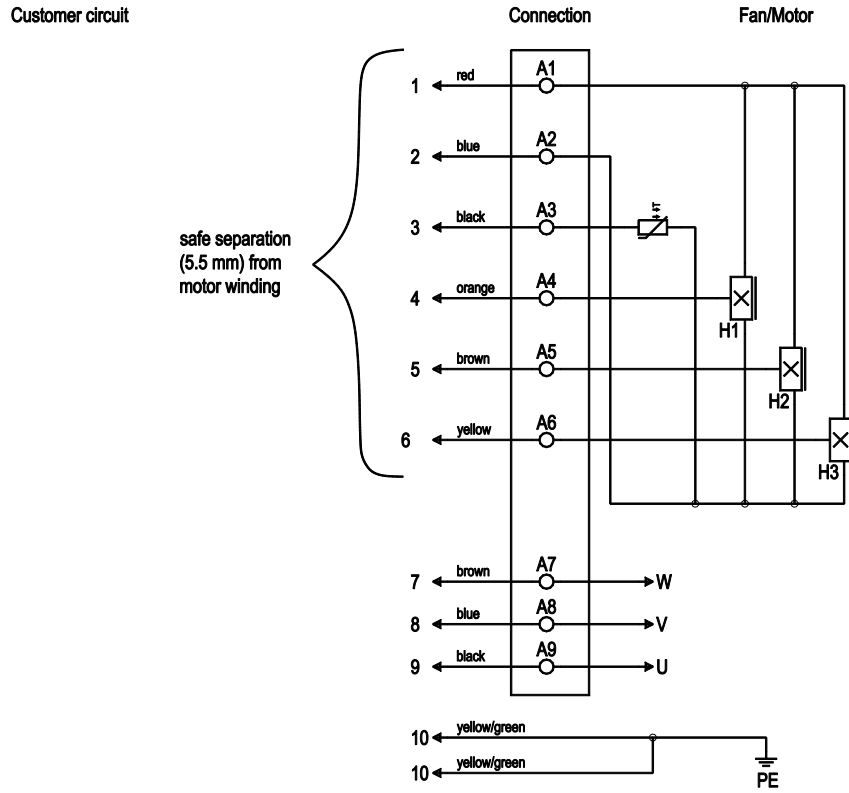 Customer circuit
Connection
Fan/Motor
1 red A1
2 blue A2
3 black A3
T
safe separation
(5.5 mm) from
motor winding
4 orange A4
H1
5 brown A5
H2
6 yellow A6
H3
7 brown A7 W
8 blue A8 V
9 black A9 U
10 yellow/green
10 yellow/green
PE